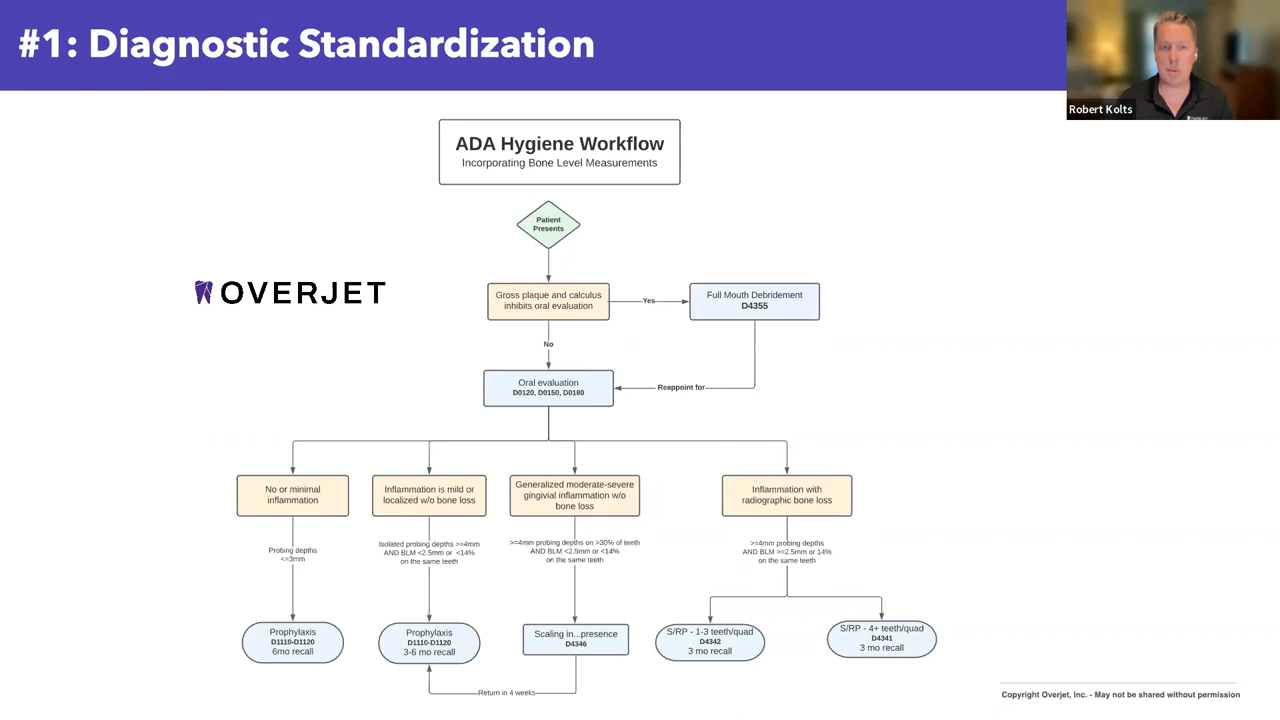 #1: Diagnostic Standardization
Robert Kolts
ADA Hygiene Workflow
Incorporating Bone Level Measurements
Patient
Presents
OVERJET
Gross plaque and calculus
inhibits oral evaluation
Yes
Full Mouth Debridement
D4355
No
Oral evaluation
D0120, D0150, D0180
Reappoint for
No or minimal
inflammation
Inflammation is mild or
localized w/o bone loss
Generalized moderate-severe
gingivial inflammation w/o
bone loss
Inflammation with
radiographic bone loss
Probing depths
<=3mm
Isolated probing depths >=4mm
AND BLM <2.5mm or <14%
on the same teeth
>=4mm probing depths on >30% of teeth
AND BLM <2.5mm or <14%
on the same teeth
>=4mm probing depths
AND BLM >=2.5mm or 14%
on the same teeth
Prophylaxis
D1110-D1120
6mo recall
Prophylaxis
D1110-D1120
3-6 mo recall
Scaling in...presence
D4346
S/RP - 1-3 teeth/quad
D4342
3 mo recall
S/RP - 4+ teeth/quad
D4341
3 mo recall
Return in 4 weeks
Copyright Overjet, Inc. - May not be shared without permission